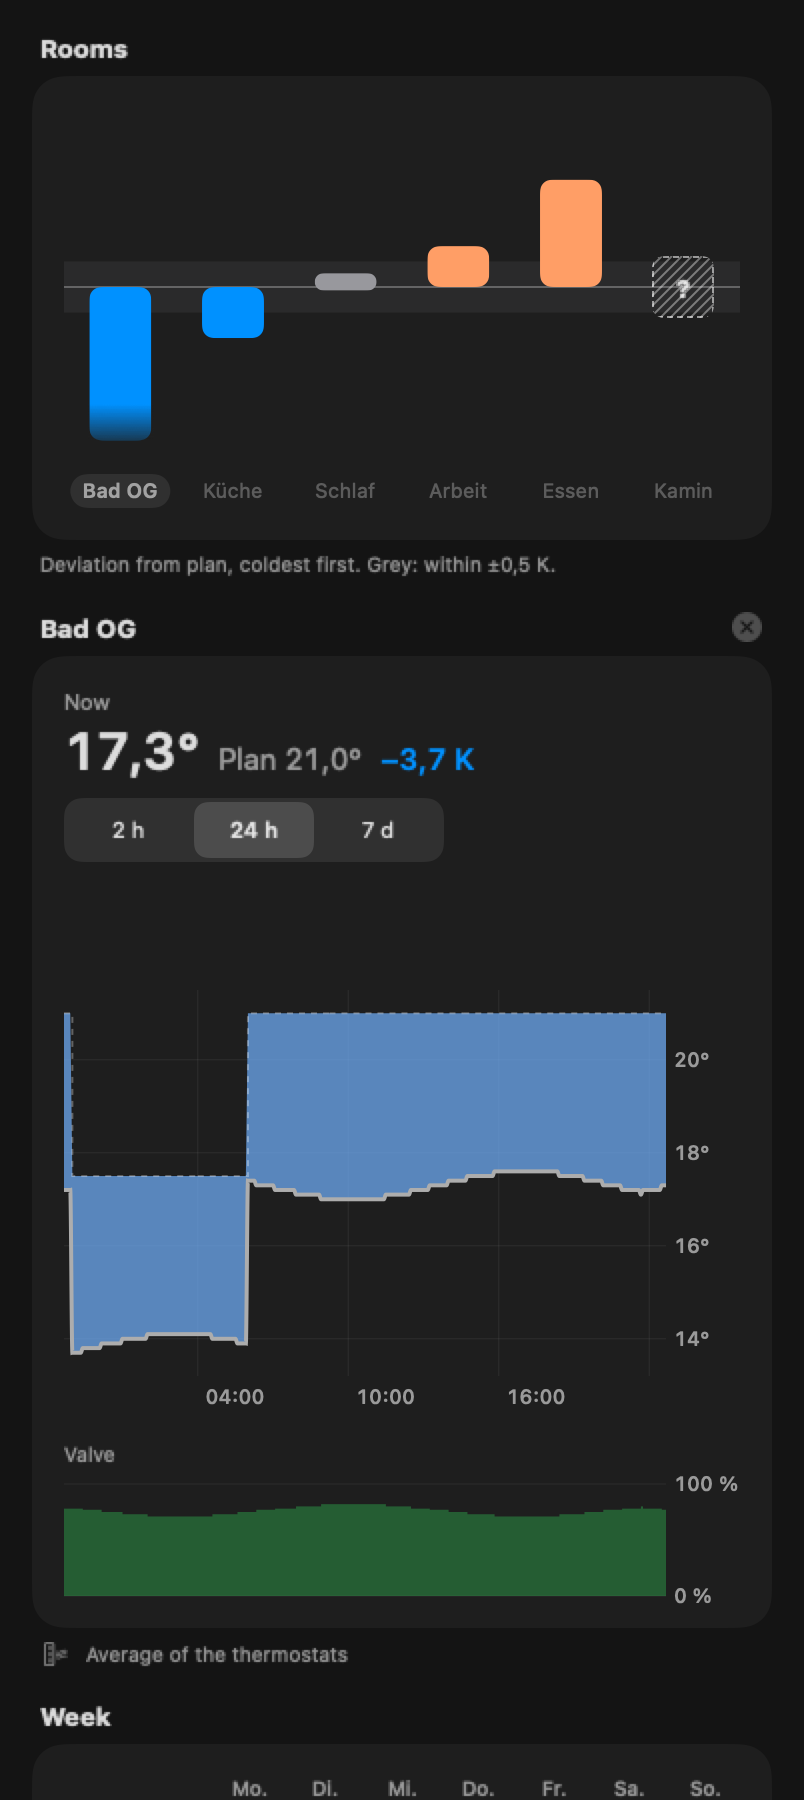 Rooms
?
Bad OG Küche Schlaf Arbeit Essen Kamin
Deviation from plan, coldest first. Grey: within ±0,5 K.
Bad OG
Now
17,3° Plan 21,0° −3,7 K
2 h 24 h 7 d
20°
18°
16°
14°
04:00 10:00 16:00
Valve
100 %
0 %
Average of the thermostats
Week
Mo. Di. Mi. Do. Fr. Sa. So.